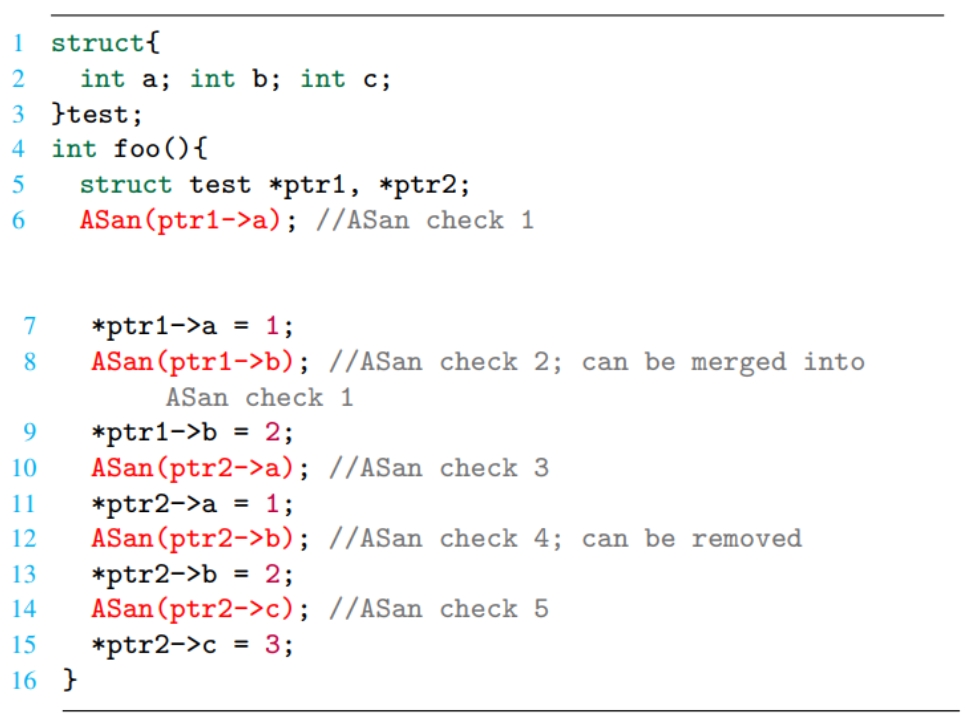 1 struct{
2 int a; int b; int c;
3 }test;
4 int foo(){
5 struct test *ptr1, *ptr2;
6 ASan(ptr1->a); //ASan check 1
7 *ptr1->a = 1;
8 ASan(ptr1->b); //ASan check 2; can be merged into
ASan check 1
9 *ptr1->b = 2;
10 ASan(ptr2->a); //ASan check 3
11 *ptr2->a = 1;
12 ASan(ptr2->b); //ASan check 4; can be removed
13 *ptr2->b = 2;
14 ASan(ptr2->c); //ASan check 5
15 *ptr2->c = 3;
16 }